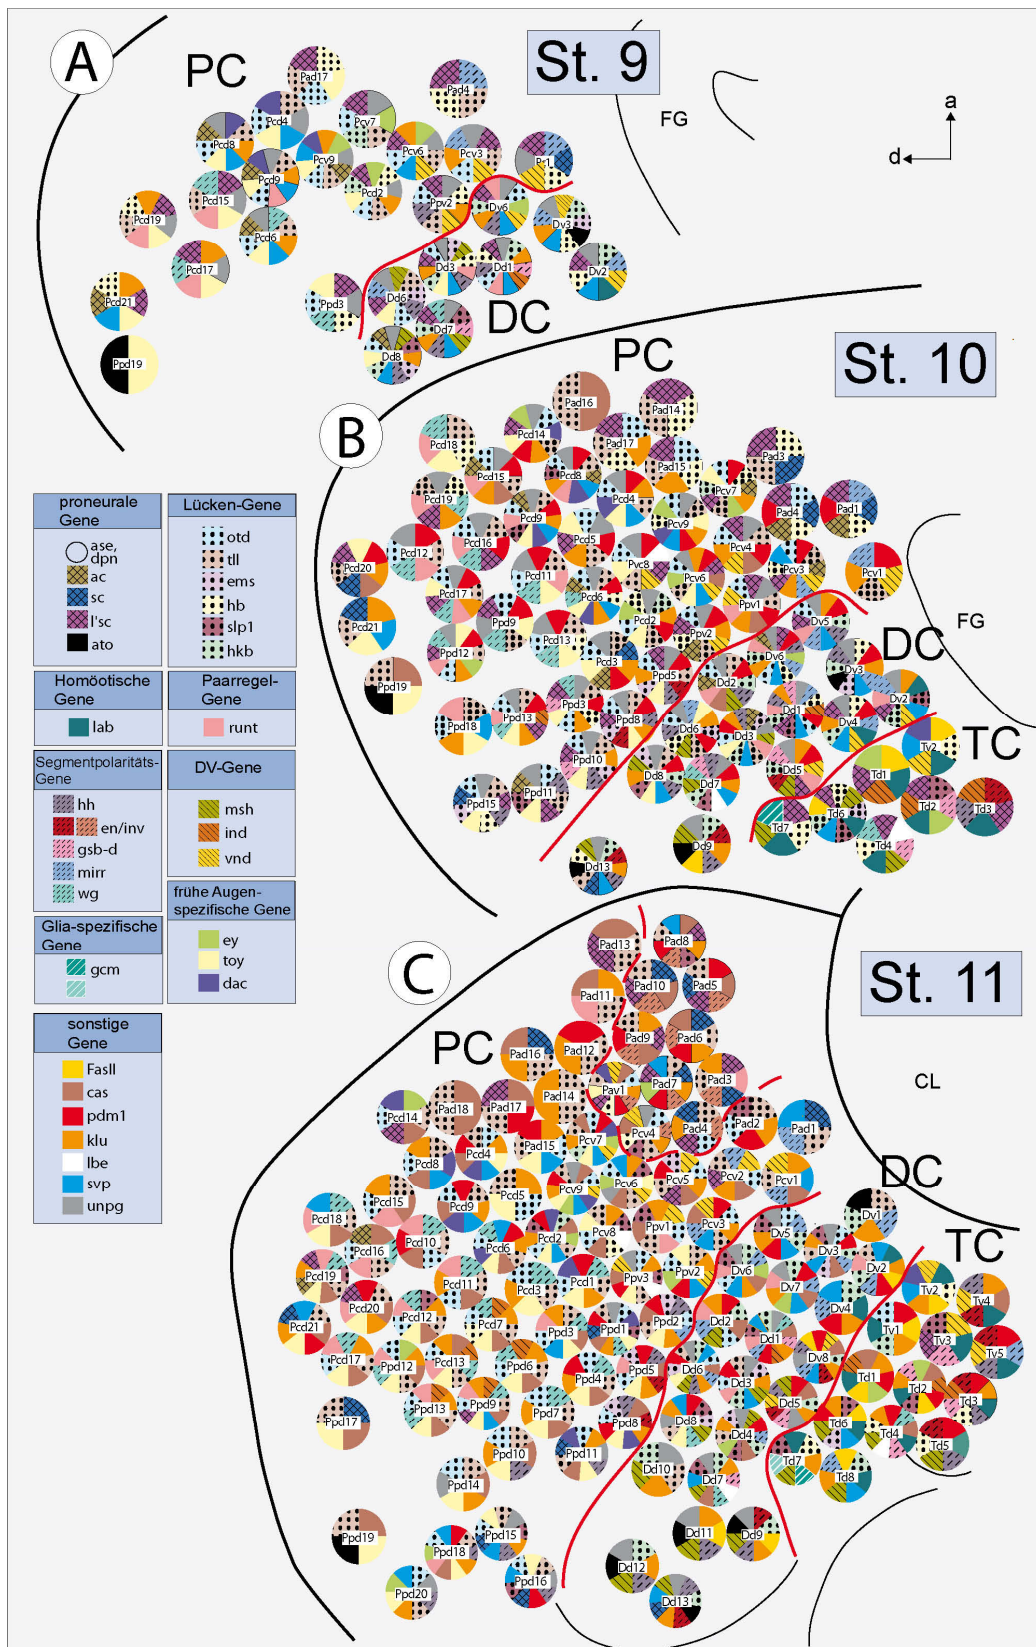 A
PC
St. 9
FG
a
d
Pad17
Pad4
Pcd4
Pcv7
Pcd8
Pcv9
Pcv6
Pcv3
Pr1
Pcd9
Pcd2
Pcd15
Ppv2
Dv6
Pcd19
Pcd6
Dv3
Pcd17
Dd3
Dd1
Dv2
Pcd21
Ppd3
Dd6
DC
Dd7
Ppd19
Dd8
PC
St. 10
B
Pad16
Pad14
Pcd18
Pcd14
Pad17
Pad3
Pcd15
Pcd8
Pad15
Pcv7
Pcd19
Pcd4
Pad4
Pad1
Pcd9
Pcv9
Pcd12
Pcd16
Pcd5
Pcv4
Pcd20
Pcd11
Pvc8
Pcv6
Pcv3
Pcv1
Pcd17
Pcd6
Ppv1
Pcd21
Ppd9
Pcd2
Dv5
FG
Pcd13
Ppv2
DC
Ppd12
Pcd3
Ppd5
Dv6
Dv3
Ppd19
Dd2
Ppd3
Dv2
Ppd18
Ppd13
Ppd8
Dd6
Dd3
Dd1
Dv4
TC
Tv2
Ppd10
Dd8
Dd5
Td1
Ppd15
Ppd11
Dd7
Td7
Td6
Td2
Td3
Dd9
Td4
Dd13
proneurale
Gene
ase,
dpn
ac
sc
l'sc
ato
Lücken-Gene
otd
tll
ems
hb
slp1
hkb
Homöotische
Gene
lab
Paarregel-
Gene
runt
Segmentpolaritäts-
Gene
hh
en/inv
gsb-d
mirr
wg
DV-Gene
msh
ind
vnd
Glia-spezifische
Gene
gcm
frühe Augen-
spezifische Gene
ey
toy
dac
sonstige
Gene
FasII
cas
pdm1
klu
lbe
svp
unpg
C
PC
St. 11
CL
Pad13
Pad8
Pad10
Pad5
Pad11
Pad9
Pad6
Pad16
Pad12
Pad7
Pad3
Pad14
Pav1
Pcd14
Pad18
Pad17
Pad4
Pad2
Pad1
Pad15
Pcv7
Pcv4
Pcd8
Pcd4
DC
Pcv9
Pcv6
Pcv5
Pcv2
Pcv1
Pcd15
Pcd9
Pcd5
Dv1
Pcd18
Pcv8
Ppv1
Pcv3
Dv5
TC
Pcd16
Pcd10
Pcd6
Pcd2
Dv3
Pcd19
Pcd11
Pcd3
Pcd1
Ppv3
Ppv2
Dv6
Dv2
Dv7
Tv2
Pcd20
Pcd12
Dv4
Tv4
Pcd21
Pcd7
Ppd3
Ppd1
Ppd2
Dd2
Dd1
Tv1
Tv3
Tv5
Pcd17
Ppd12
Pcd13
Ppd6
Dv8
Ppd4
Ppd5
Dd6
Dd3
Td1
Td2
Td3
Ppd17
Ppd13
Ppd9
Ppd7
Ppd8
Dd8
Dd5
Td6
Td4
Td5
Ppd10
Ppd11
Dd4
Td7
Ppd14
Dd10
Dd7
Td8
Ppd19
Ppd15
Dd11
Dd9
Ppd18
Dd12
Ppd20
Ppd16
Dd13